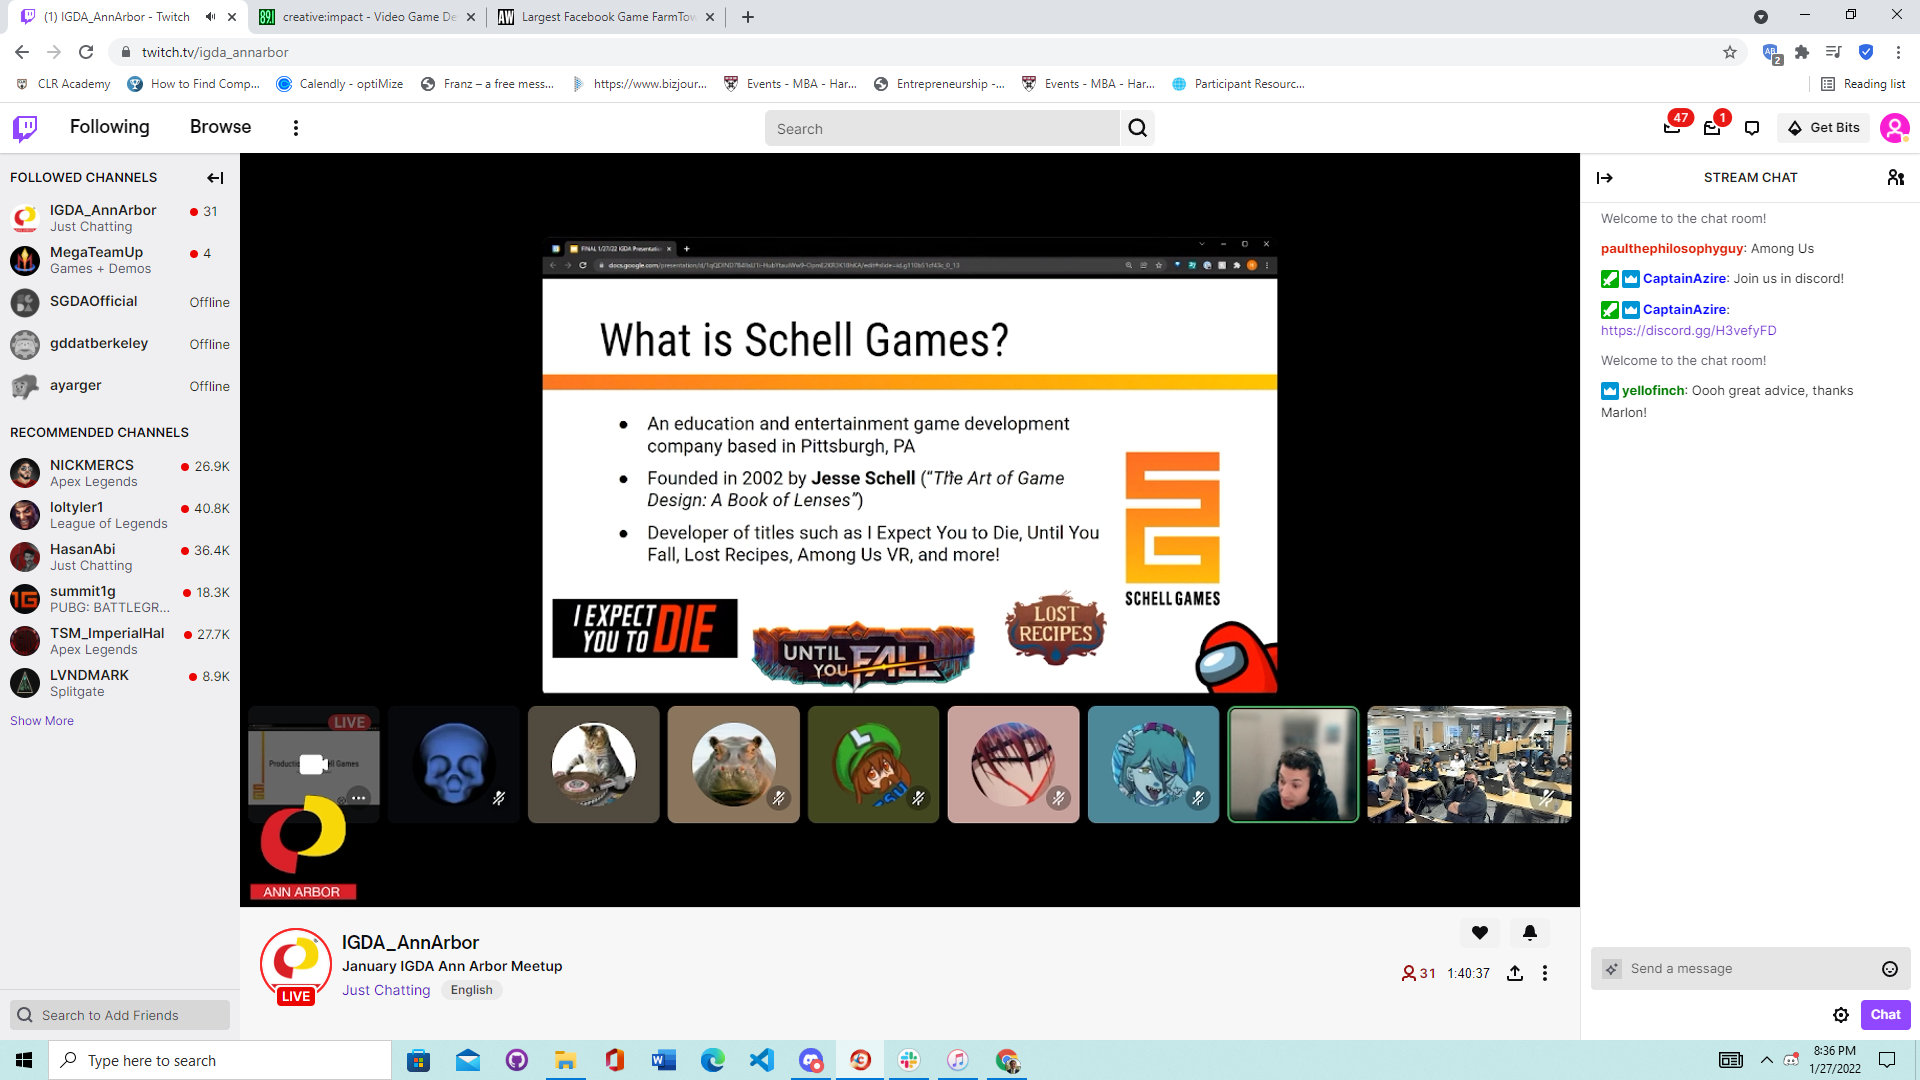 (1) IGDA_AnnArbor - Twitch
creative:impact - Video Game De
Largest Facebook Game FarmTow
twitch.tv/igda_annarbor
CLR Academy
How to Find Comp...
Calendly - optiMize
Franz – a free mess...
https://www.bizjour...
Events - MBA - Har...
Entrepreneurship -...
Events - MBA - Har...
Participant Resourc...
Reading list
Following
Browse
Search
47
1
Get Bits
FOLLOWED CHANNELS
IGDA_AnnArbor
31
Just Chatting
MegaTeamUp
4
Games + Demos
SGDAOfficial
Offline
gddatberkeley
Offline
ayarger
Offline
RECOMMENDED CHANNELS
NICKMERCS
26.9K
Apex Legends
loltyler1
40.8K
League of Legends
HasanAbi
36.4K
Just Chatting
summit1g
18.3K
PUBG: BATTLEGR...
TSM_ImperialHal
27.7K
Apex Legends
LVNDMARK
8.9K
Splitgate
Show More
Search to Add Friends
FINAL 1/27/22 IGDA Presentatio
What is Schell Games?
● An education and entertainment game development
company based in Pittsburgh, PA
● Founded in 2002 by Jesse Schell (“The Art of Game
Design: A Book of Lenses”)
● Developer of titles such as I Expect You to Die, Until You
Fall, Lost Recipes, Among Us VR, and more!
SCHELL GAMES
I EXPECT
YOU TO DIE
UNTIL
YOU FALL
LOST
RECIPES
LIVE
ANN ARBOR
IGDA_AnnArbor
January IGDA Ann Arbor Meetup
Just Chatting
English
LIVE
31
1:40:37
STREAM CHAT
Welcome to the chat room!
paulthephilosophyguy: Among Us
CaptainAzire: Join us in discord!
CaptainAzire:
https://discord.gg/H3vefyFD
Welcome to the chat room!
yellofinch: Oooh great advice, thanks
Marlon!
Send a message
Chat
Type here to search
8:36 PM
1/27/2022